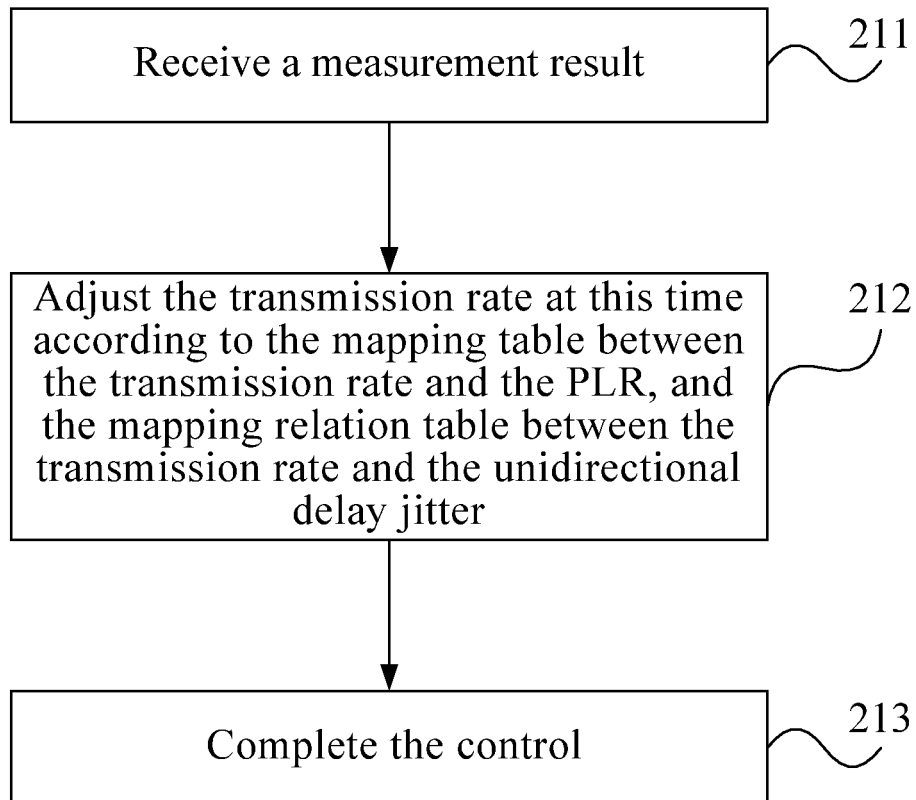 Receive a measurement result
211
Adjust the transmission rate at this time
according to the mapping table between
the transmission rate and the PLR, and
the mapping relation table between the
transmission rate and the unidirectional
delay jitter
212
Complete the control
213